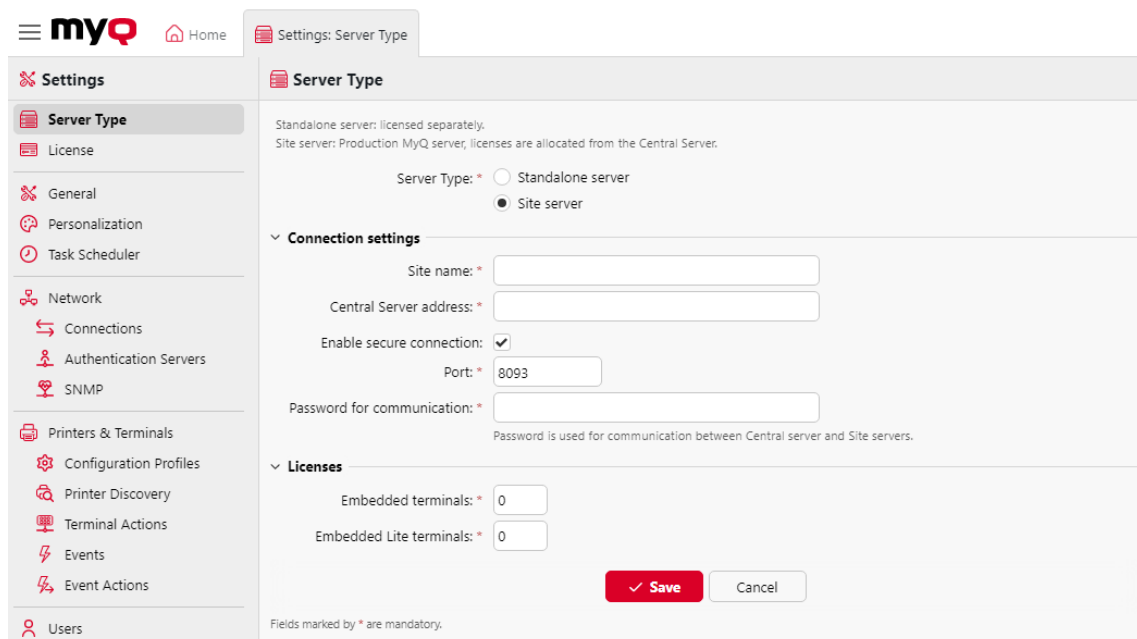 myQ Home Settings: Server Type
Settings
Server Type
License
General
Personalization
Task Scheduler
Network
Connections
Authentication Servers
SNMP
Printers & Terminals
Configuration Profiles
Printer Discovery
Terminal Actions
Events
Event Actions
Users
Server Type
Standalone server: licensed separately.
Site server: Production MyQ server, licenses are allocated from the Central Server.
Server Type: * Standalone server
Site server
Connection settings
Site name: *
Central Server address: *
Enable secure connection:
Port: * 8093
Password for communication: *
Password is used for communication between Central server and Site servers.
Licenses
Embedded terminals: * 0
Embedded Lite terminals: * 0
Save Cancel
Fields marked by * are mandatory.